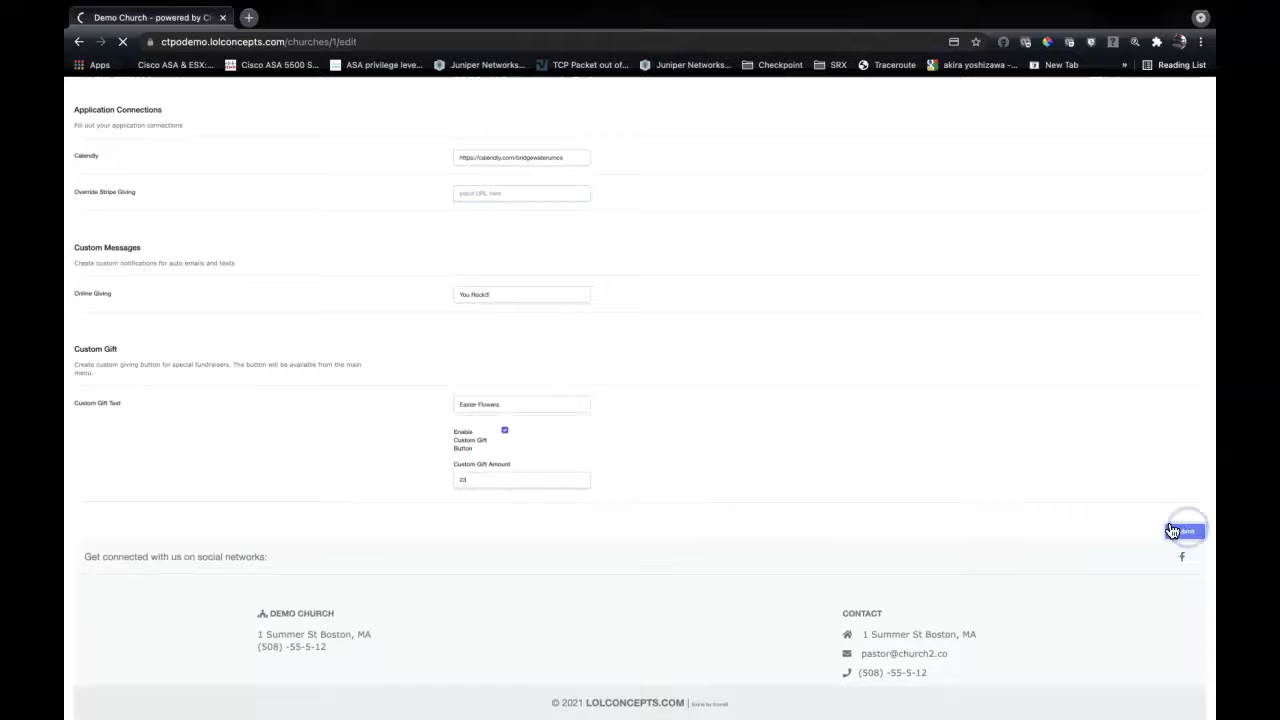 Demo Church - powered by C
ctpodemo.lolconcepts.com/churches/1/edit
Apps
Cisco ASA & ESX:...
Cisco ASA 5500 S...
ASA privilege leve...
Juniper Networks...
TCP Packet out of...
Juniper Networks...
Checkpoint
SRX
Traceroute
akira yoshizawa -...
New Tab
»
Reading List
Application Connections
Fill out your application connections
Calendly
https://calendly.com/bridgewaterumcs
Override Stripe Giving
paste URL here
Custom Messages
Create custom notifications for auto emails and texts
Online Giving
You Rock!!!
Custom Gift
Create custom giving button for special fundraisers. The button will be available from the main
menu.
Custom Gift Text
Easter Flowers
Enable
Custom Gift
Button
Custom Gift Amount
23
Submit
Get connected with us on social networks:
DEMO CHURCH
1 Summer St Boston, MA
(508) -55-5-12
CONTACT
1 Summer St Boston, MA
pastor@church2.co
(508) -55-5-12
© 2021 LOLCONCEPTS.COM |